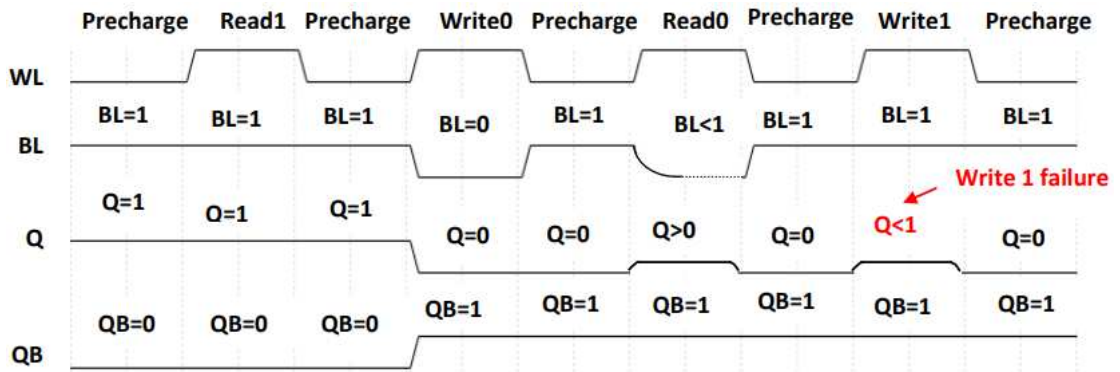 Precharge Read1 Precharge Write0 Precharge Read0 Precharge Write1 Precharge
WL
BL=1 BL=1 BL=1 BL=0 BL=1 BL<1 BL=1 BL=1 BL=1
BL
Write 1 failure
Q=1 Q=1 Q=1 Q=0 Q=0 Q>0 Q=0 Q<1 Q=0
Q
QB=0 QB=0 QB=0 QB=1 QB=1 QB=1 QB=1 QB=1 QB=1
QB